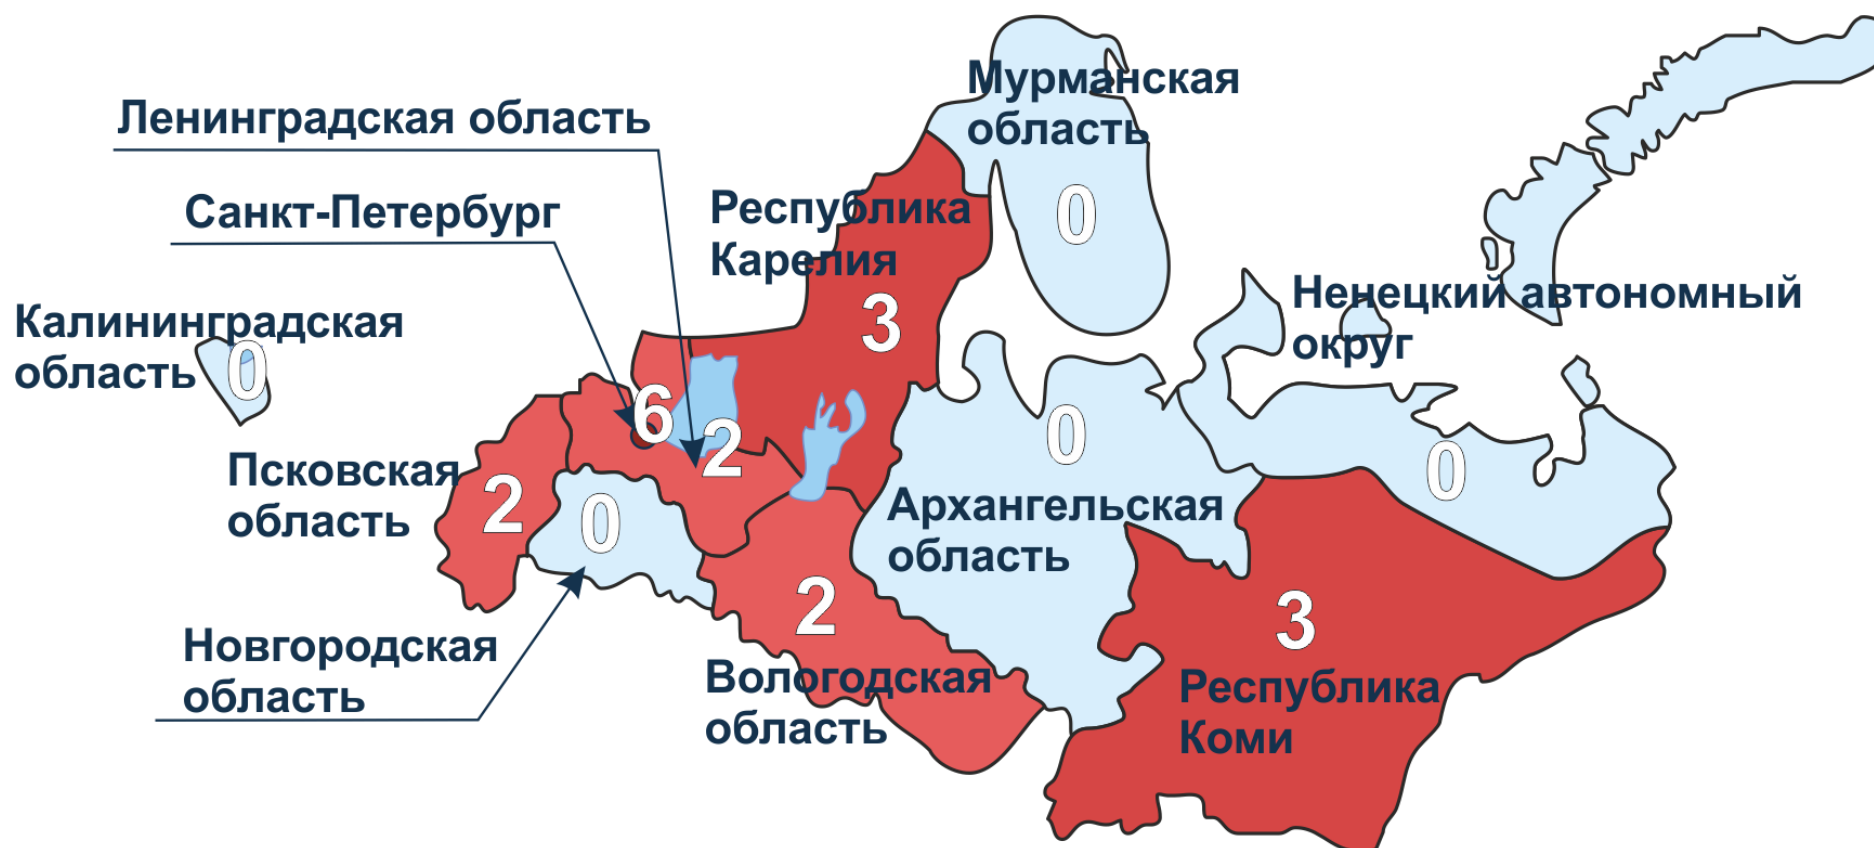 Мурманская
область
0
Ленинградская область
Санкт-Петербург
Республика
Карелия
3
Калининградская
область
0
Ненецкий автономный
округ
0
6
2
0
Псковская
область
2
0
Архангельская
область
2
Вологодская
область
Новгородская
область
3
Республика
Коми